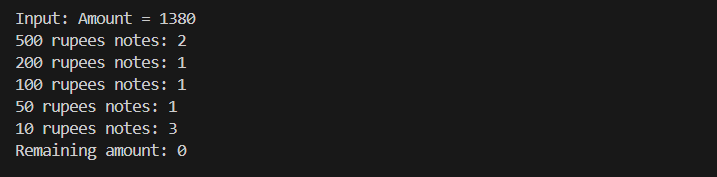 Input: Amount = 1380
500 rupees notes: 2
200 rupees notes: 1
100 rupees notes: 1
50 rupees notes: 1
10 rupees notes: 3
Remaining amount: 0